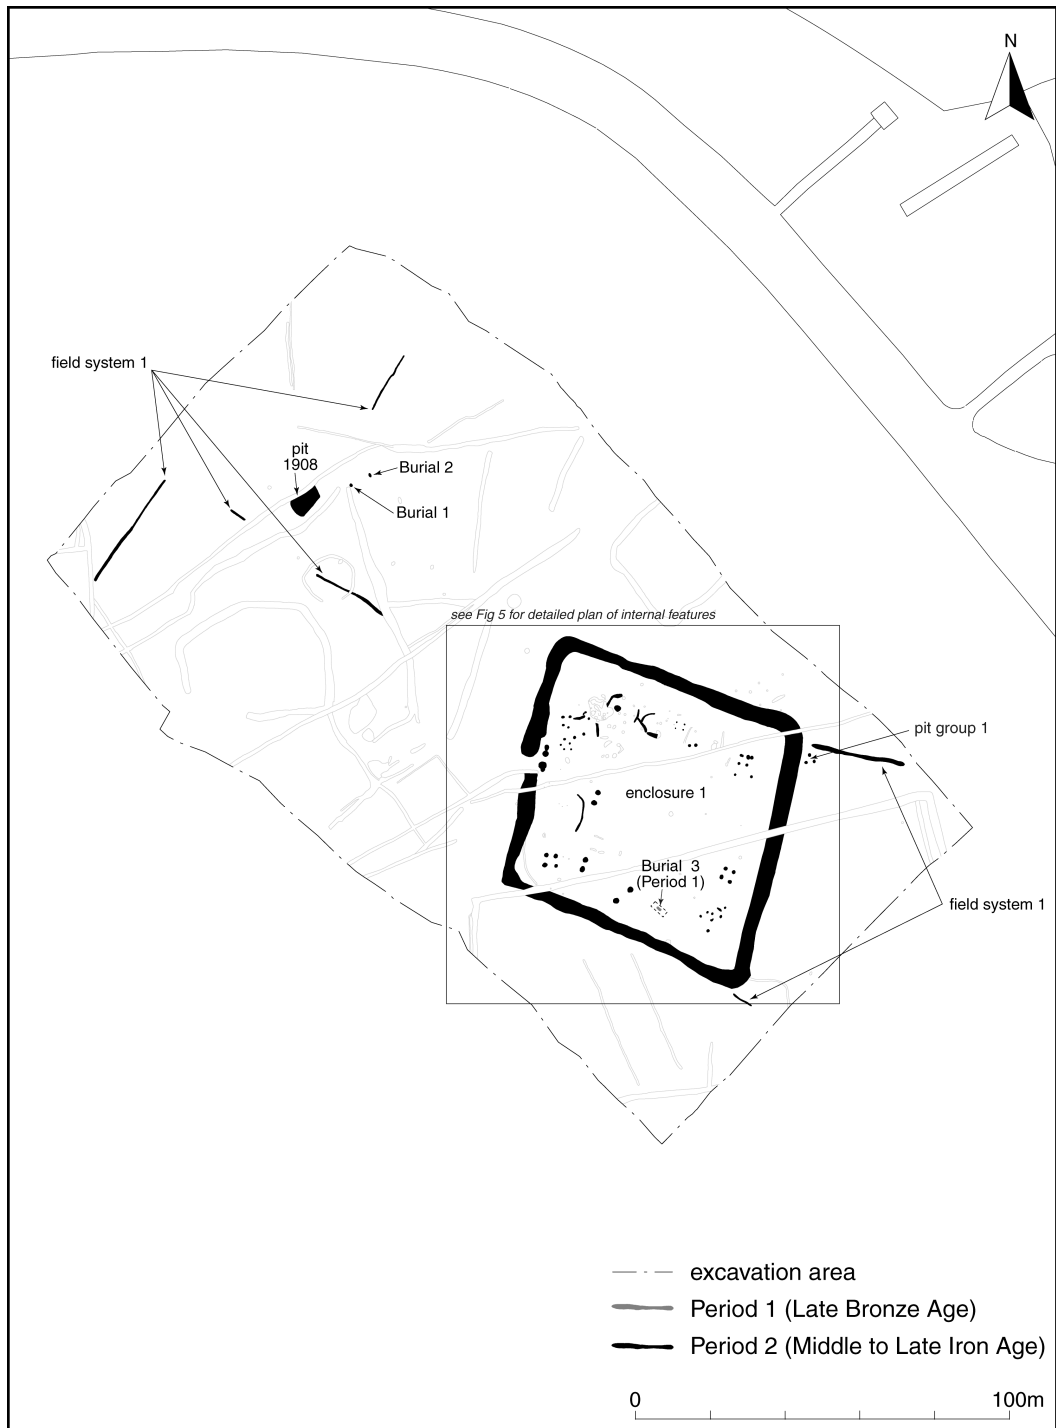 N
field system 1
pit
1908
Burial 2
Burial 1
see Fig 5 for detailed plan of internal features
pit group 1
enclosure 1
Burial 3
(Period 1)
field system 1
excavation area
Period 1 (Late Bronze Age)
Period 2 (Middle to Late Iron Age)
0 100m